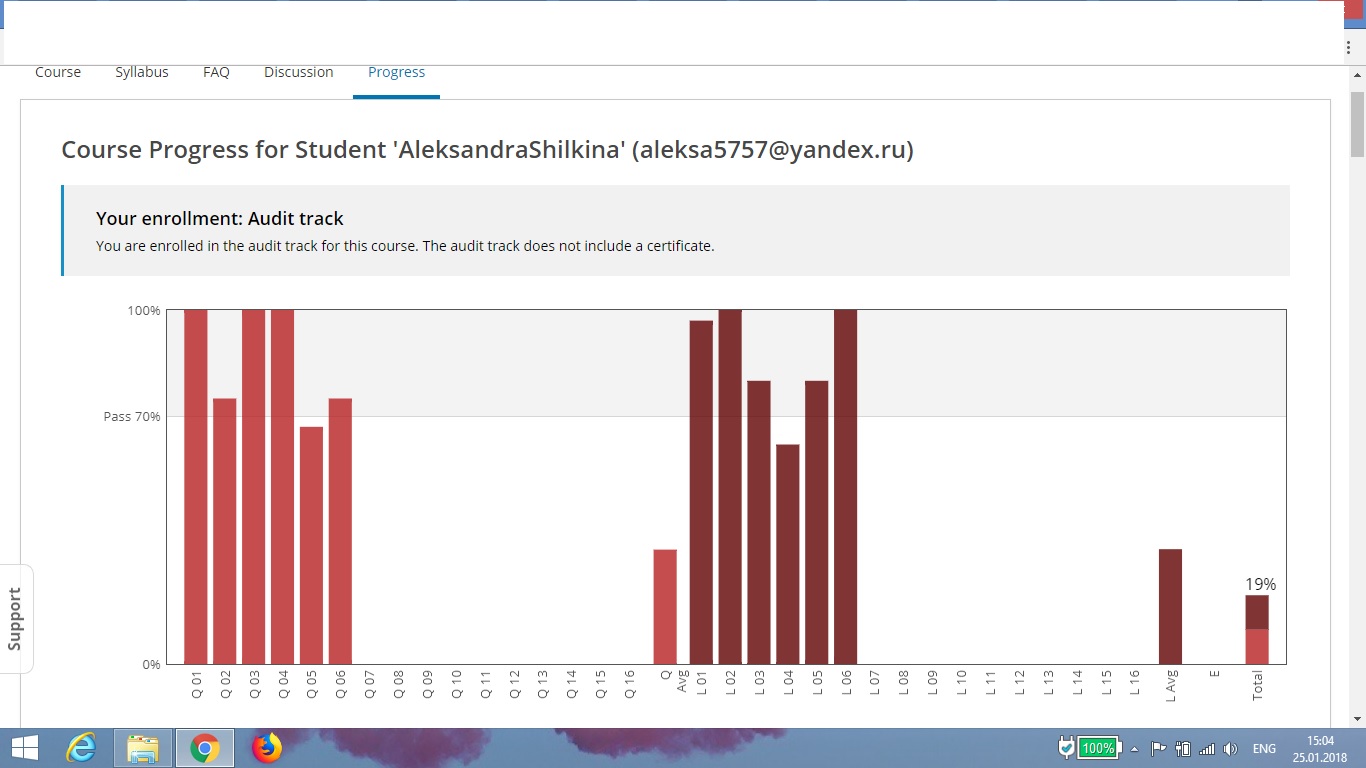 Course Syllabus FAQ Discussion Progress
Course Progress for Student 'AleksandraShilkina' (aleksa5757@yandex.ru)
Your enrollment: Audit track
You are enrolled in the audit track for this course. The audit track does not include a certificate.
100%
Pass 70%
0%
19%
Q 01 Q 02 Q 03 Q 04 Q 05 Q 06 Q 07 Q 08 Q 09 Q 10 Q 11 Q 12 Q 13 Q 14 Q 15 Q 16 Q Avg L 01 L 02 L 03 L 04 L 05 L 06 L 07 L 08 L 09 L 10 L 11 L 12 L 13 L 14 L 15 L 16 L Avg E Total
Support
100% ENG 15:04
25.01.2018